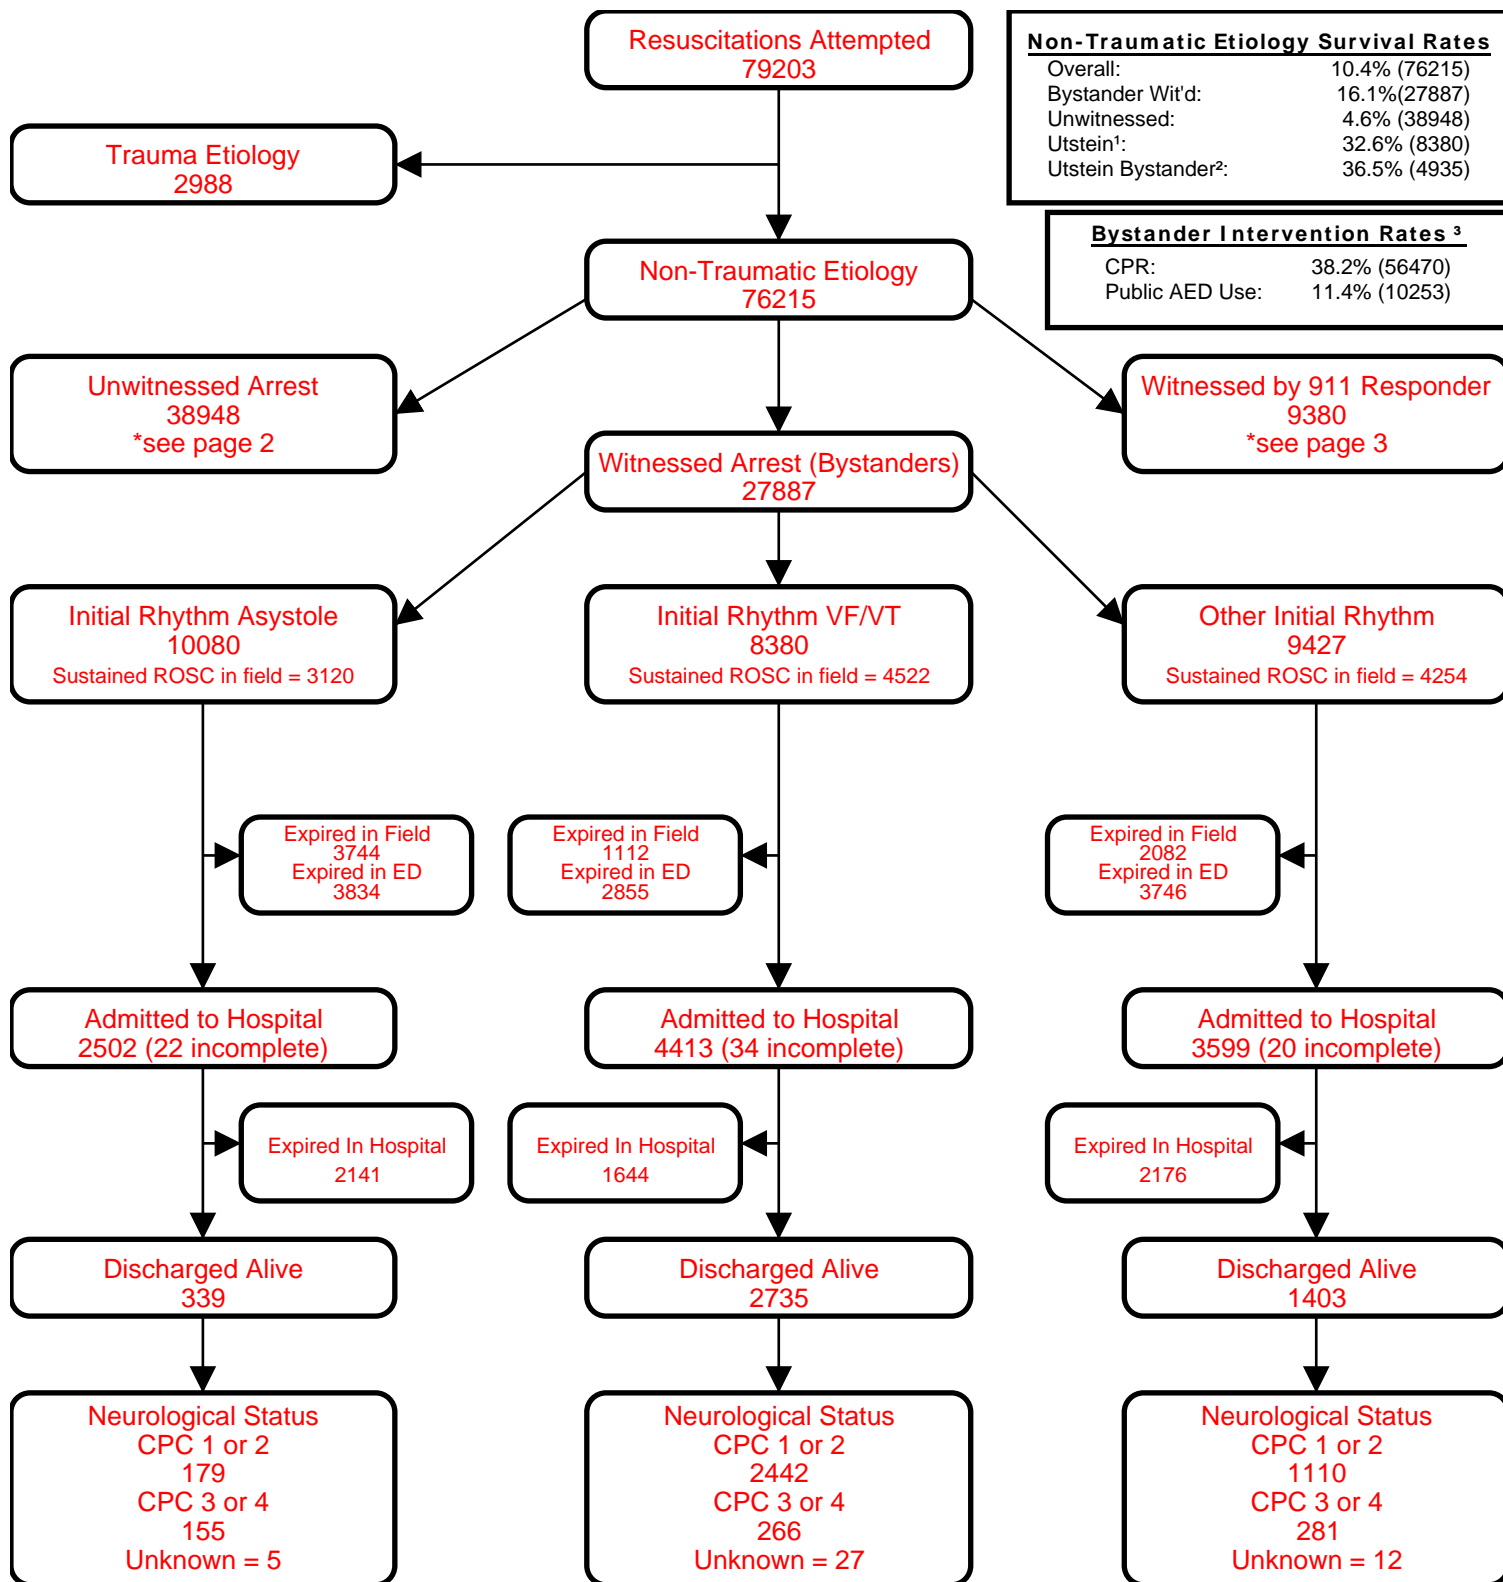 Resuscitations Attempted
79203
Non-Traumatic Etiology Survival Rates
Overall: 10.4% (76215)
Bystander Wit'd: 16.1%(27887)
Unwitnessed: 4.6% (38948)
Utstein¹: 32.6% (8380)
Utstein Bystander²: 36.5% (4935)
Trauma Etiology
2988
Bystander Intervention Rates ³
CPR: 38.2% (56470)
Public AED Use: 11.4% (10253)
Non-Traumatic Etiology
76215
Unwitnessed Arrest
38948
*see page 2
Witnessed Arrest (Bystanders)
27887
Witnessed by 911 Responder
9380
*see page 3
Initial Rhythm Asystole
10080
Sustained ROSC in field = 3120
Initial Rhythm VF/VT
8380
Sustained ROSC in field = 4522
Other Initial Rhythm
9427
Sustained ROSC in field = 4254
Expired in Field
3744
Expired in ED
3834
Expired in Field
1112
Expired in ED
2855
Expired in Field
2082
Expired in ED
3746
Admitted to Hospital
2502 (22 incomplete)
Admitted to Hospital
4413 (34 incomplete)
Admitted to Hospital
3599 (20 incomplete)
Expired In Hospital
2141
Expired In Hospital
1644
Expired In Hospital
2176
Discharged Alive
339
Discharged Alive
2735
Discharged Alive
1403
Neurological Status
CPC 1 or 2
179
CPC 3 or 4
155
Unknown = 5
Neurological Status
CPC 1 or 2
2442
CPC 3 or 4
266
Unknown = 27
Neurological Status
CPC 1 or 2
1110
CPC 3 or 4
281
Unknown = 12